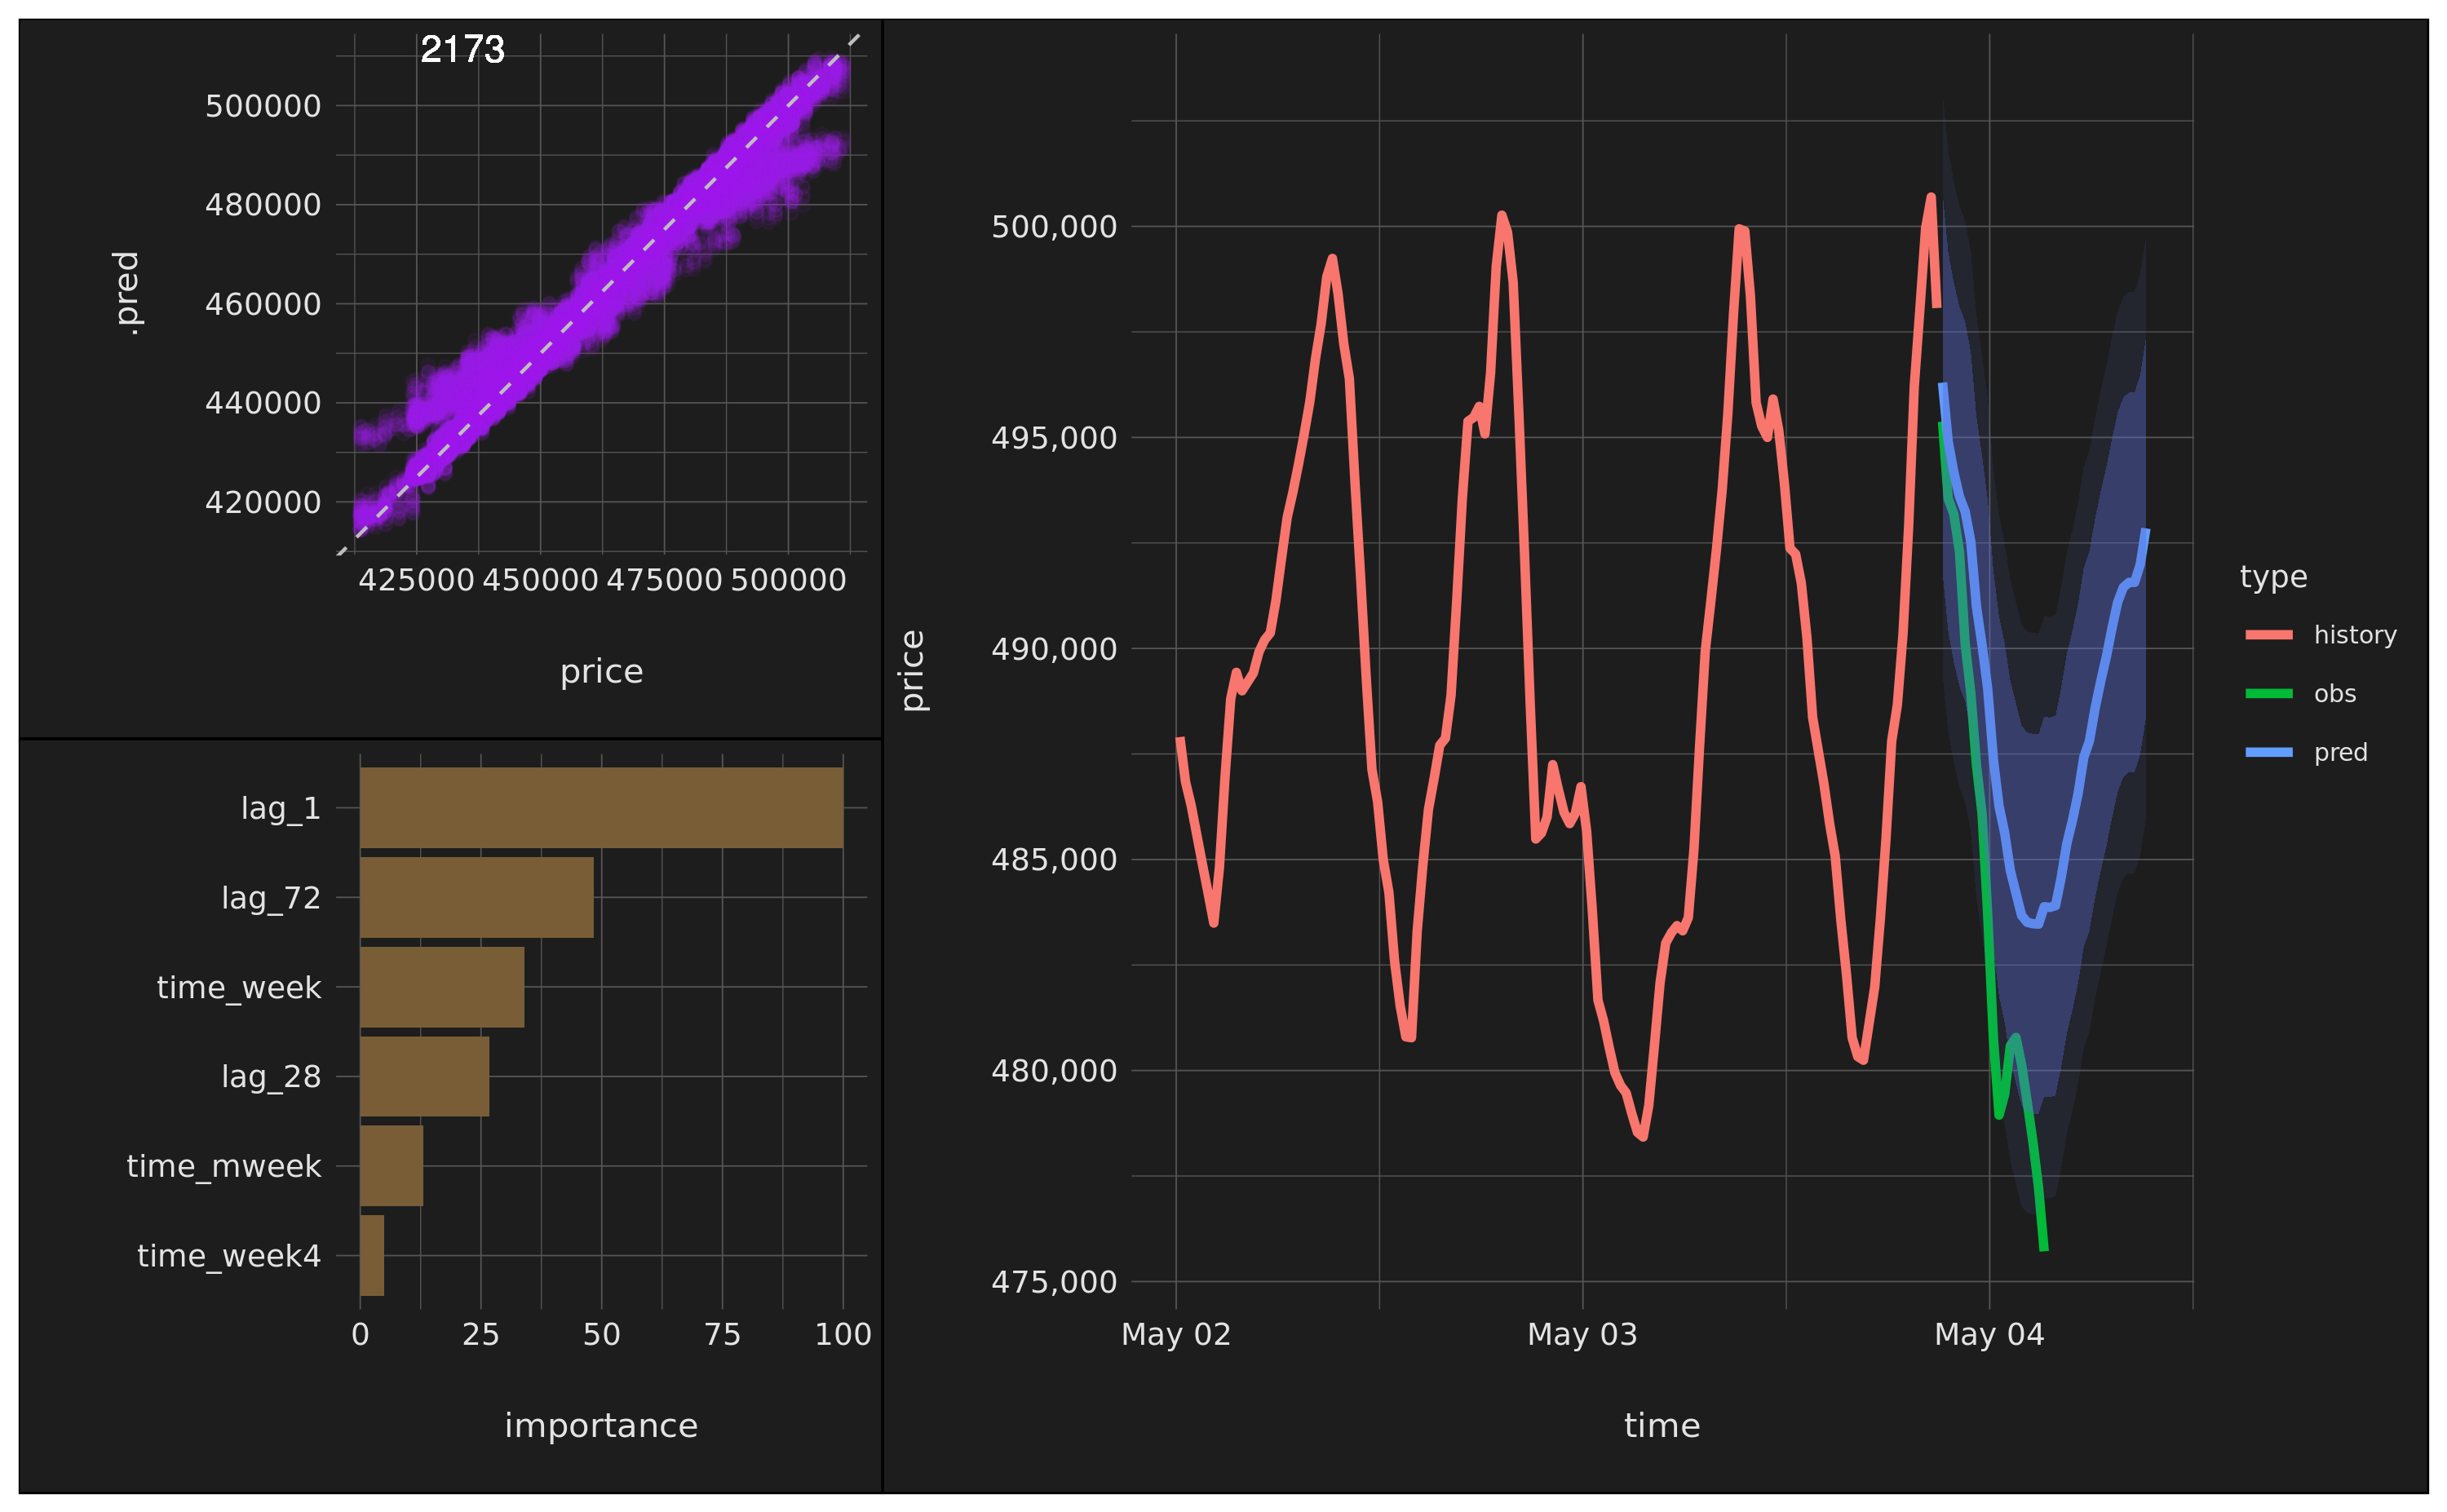 2173
500000
480000
460000
440000
420000
.pred
425000 450000 475000 500000
price
lag_1
lag_72
time_week
lag_28
time_mweek
time_week4
0 25 50 75 100
importance
500,000
495,000
490,000
485,000
480,000
475,000
price
May 02 May 03 May 04
time
type
history
obs
pred